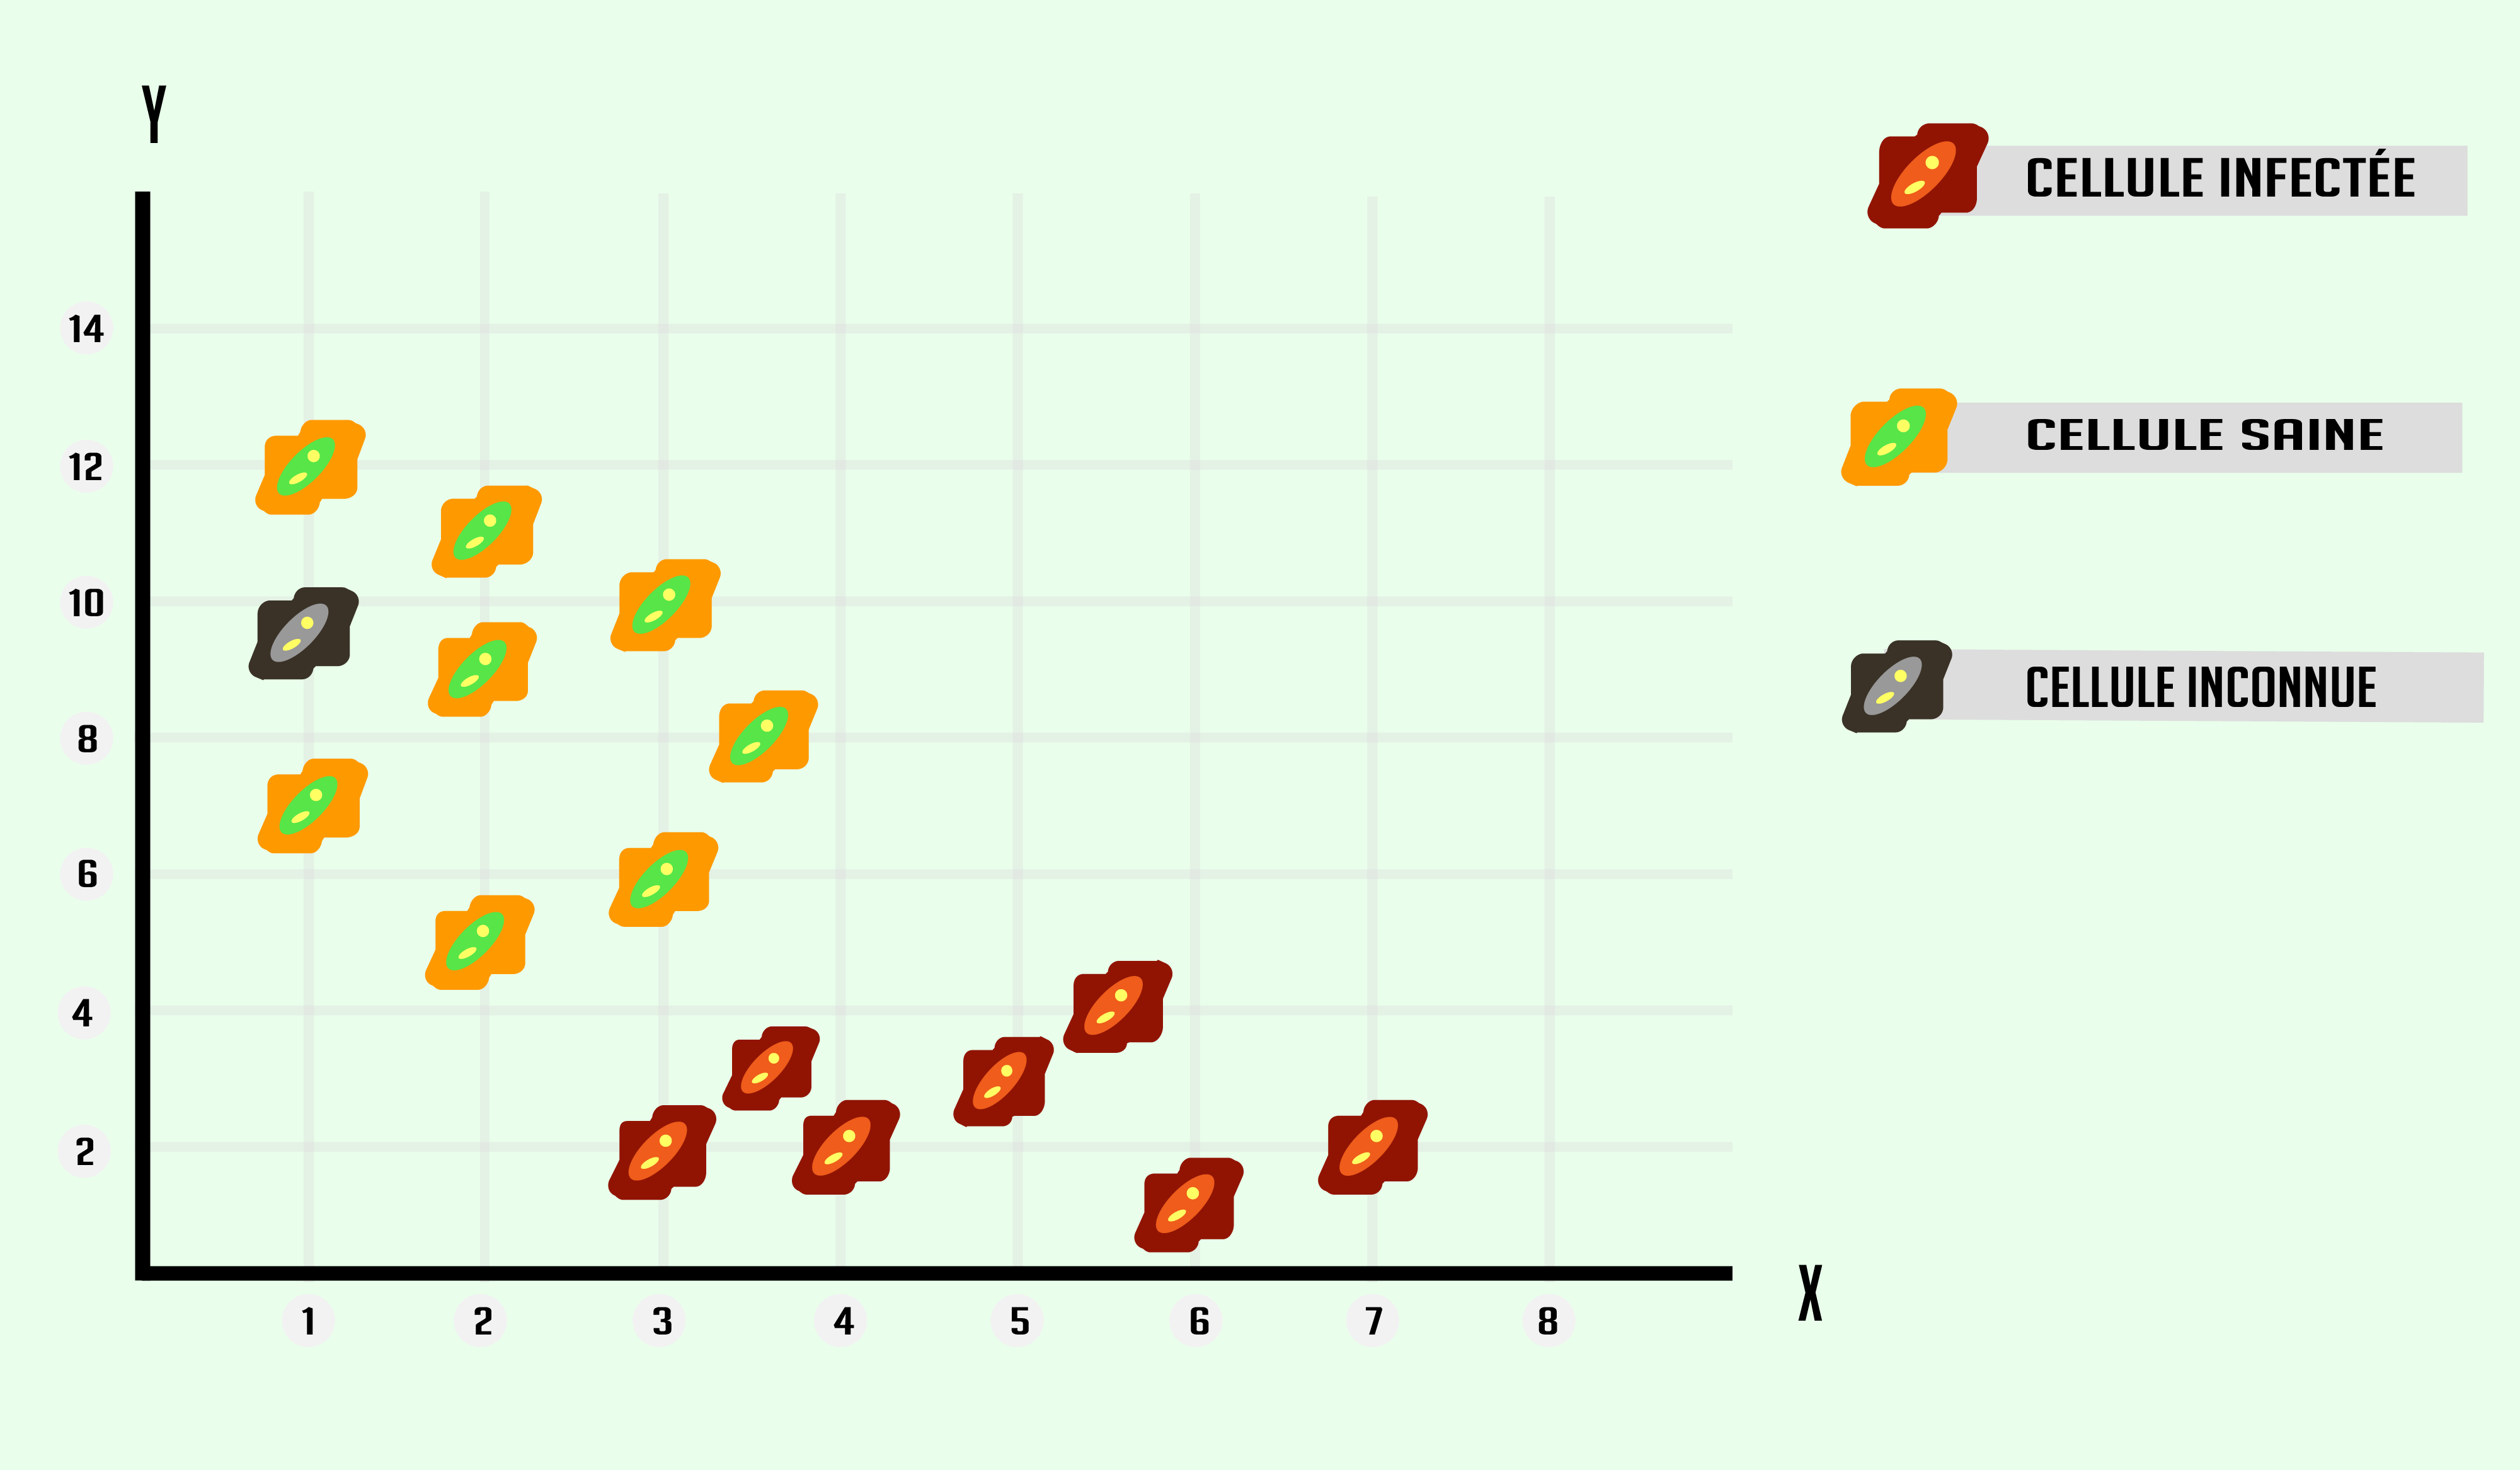 Y
CELLULE INFECTÉE
14
CELLULE SAINE
12
10
CELLULE INCONNUE
8
6
4
2
X
1 2 3 4 5 6 7 8